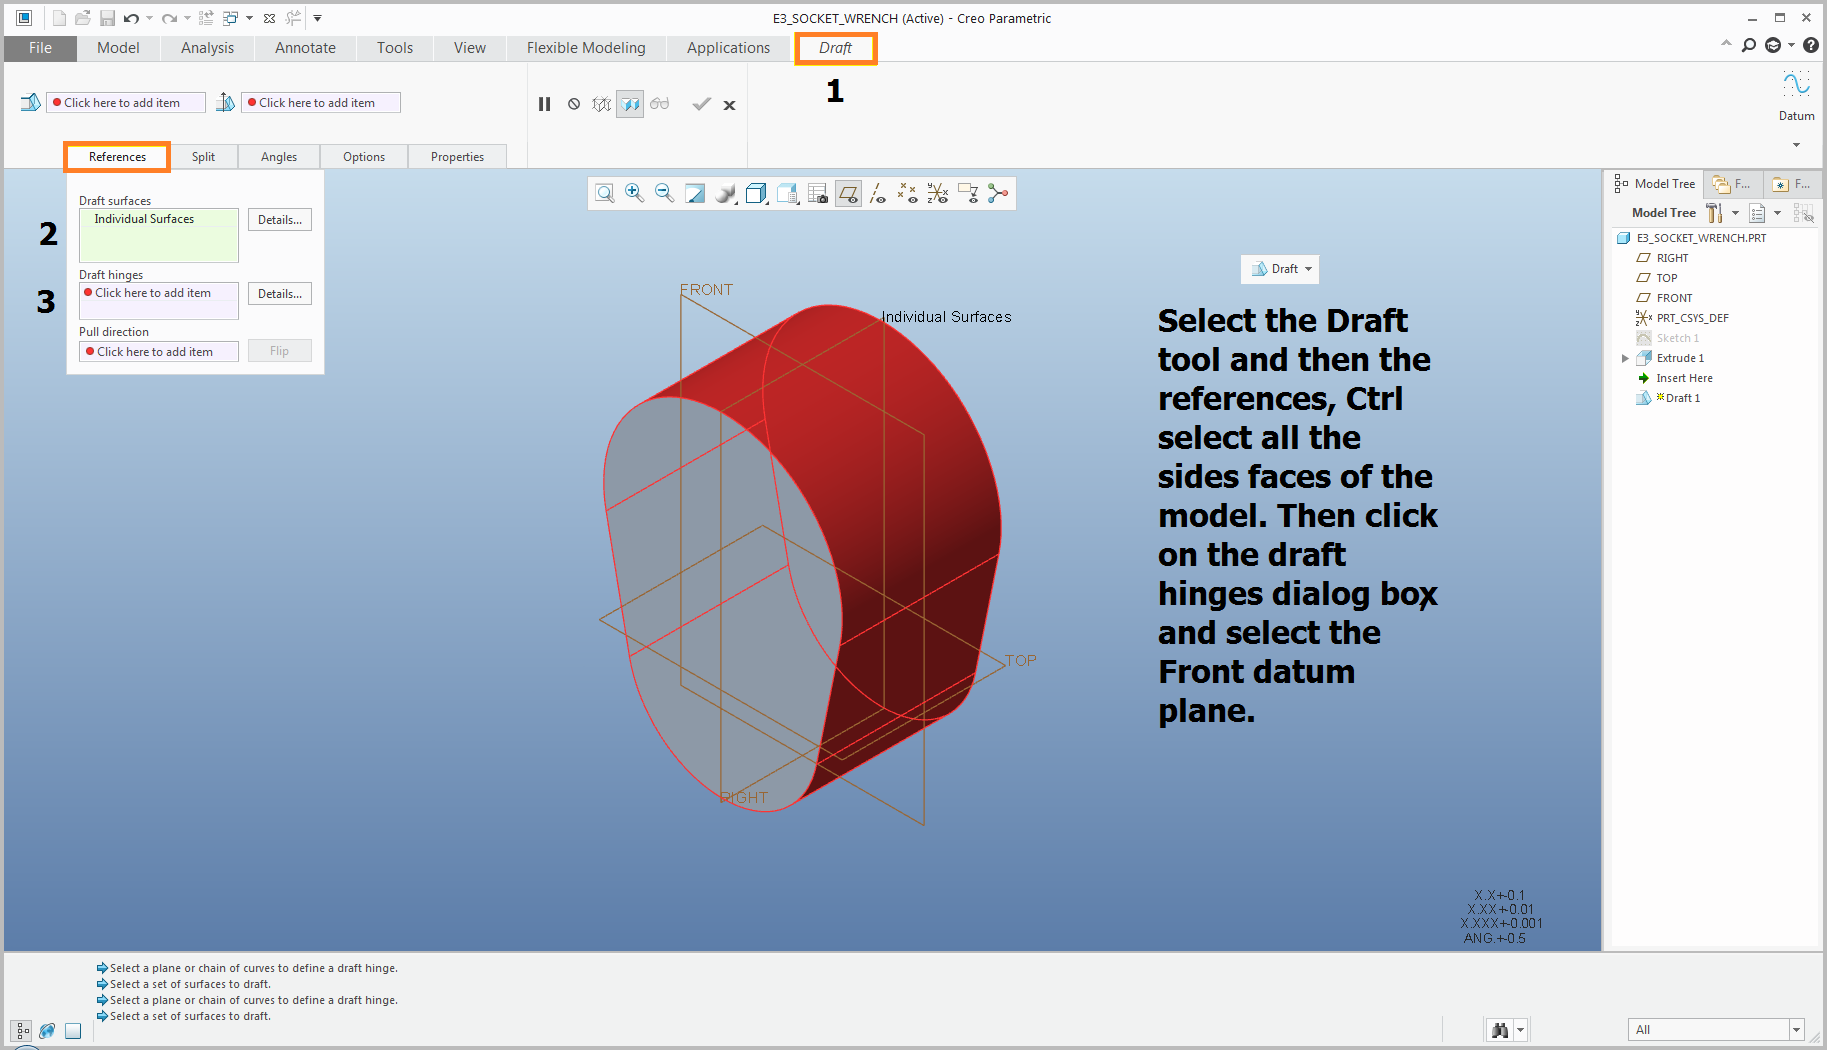 E3_SOCKET_WRENCH (Active) - Creo Parametric
File Model Analysis Annotate Tools View Flexible Modeling Applications Draft
1
Click here to add item Click here to add item
Datum
References Split Angles Options Properties
Draft surfaces
Individual Surfaces Details...
2
Draft hinges
Click here to add item Details...
3
Pull direction
Click here to add item Flip
FRONT
Individual Surfaces
TOP
RIGHT
Draft
Select the Draft
tool and then the
references, Ctrl
select all the
sides faces of the
model. Then click
on the draft
hinges dialog box
and select the
Front datum
plane.
X.X+-0.1
X.XX+-0.01
X.XXX+-0.001
ANG.+-0.5
Model Tree F... F...
Model Tree
E3_SOCKET_WRENCH.PRT
RIGHT
TOP
FRONT
PRT_CSYS_DEF
Sketch 1
Extrude 1
Insert Here
※Draft 1
Select a plane or chain of curves to define a draft hinge.
Select a set of surfaces to draft.
Select a plane or chain of curves to define a draft hinge.
Select a set of surfaces to draft.
All